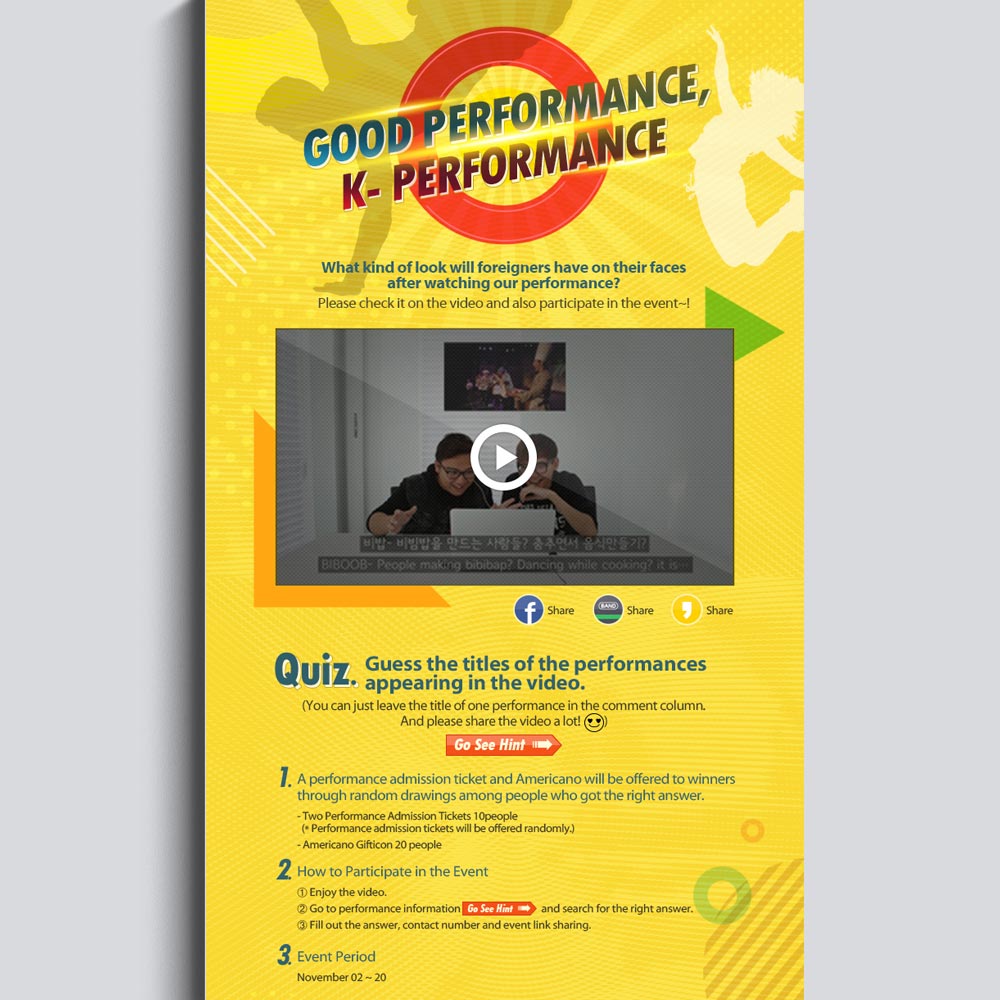 GOOD PERFORMANCE,
K- PERFORMANCE
What kind of look will foreigners have on their faces
after watching our performance?
Please check it on the video and also participate in the event~!
비밥~ 비빔밥을 만드는 사람들? 춤추면서 음식만들기?
BIBOOB~ People making bibibap? Dancing while cooking? it is…
f Share
BAND Share
Share
Quiz. Guess the titles of the performances
appearing in the video.
(You can just leave the title of one performance in the comment column.
And please share the video a lot! )
Go See Hint
1. A performance admission ticket and Americano will be offered to winners
through random drawings among people who got the right answer.
- Two Performance Admission Tickets 10people
(* Performance admission tickets will be offered randomly.)
- Americano Gifticon 20 people
2. How to Participate in the Event
① Enjoy the video.
② Go to performance information Go See Hint and search for the right answer.
③ Fill out the answer, contact number and event link sharing.
3. Event Period
November 02 ~ 20